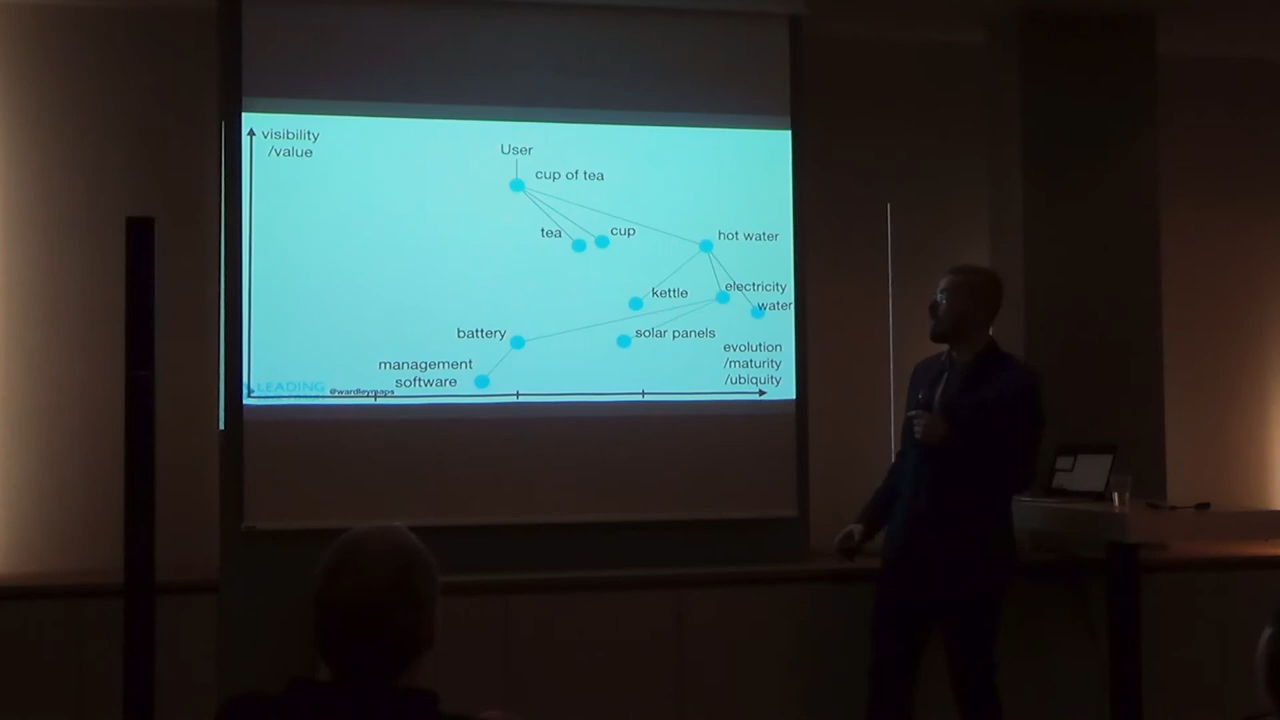 visibility
/value
User
cup of tea
tea
cup
hot water
kettle
electricity
water
battery
solar panels
management
software
evolution
/maturity
/ubiquity
LEADING
@wardleymaps